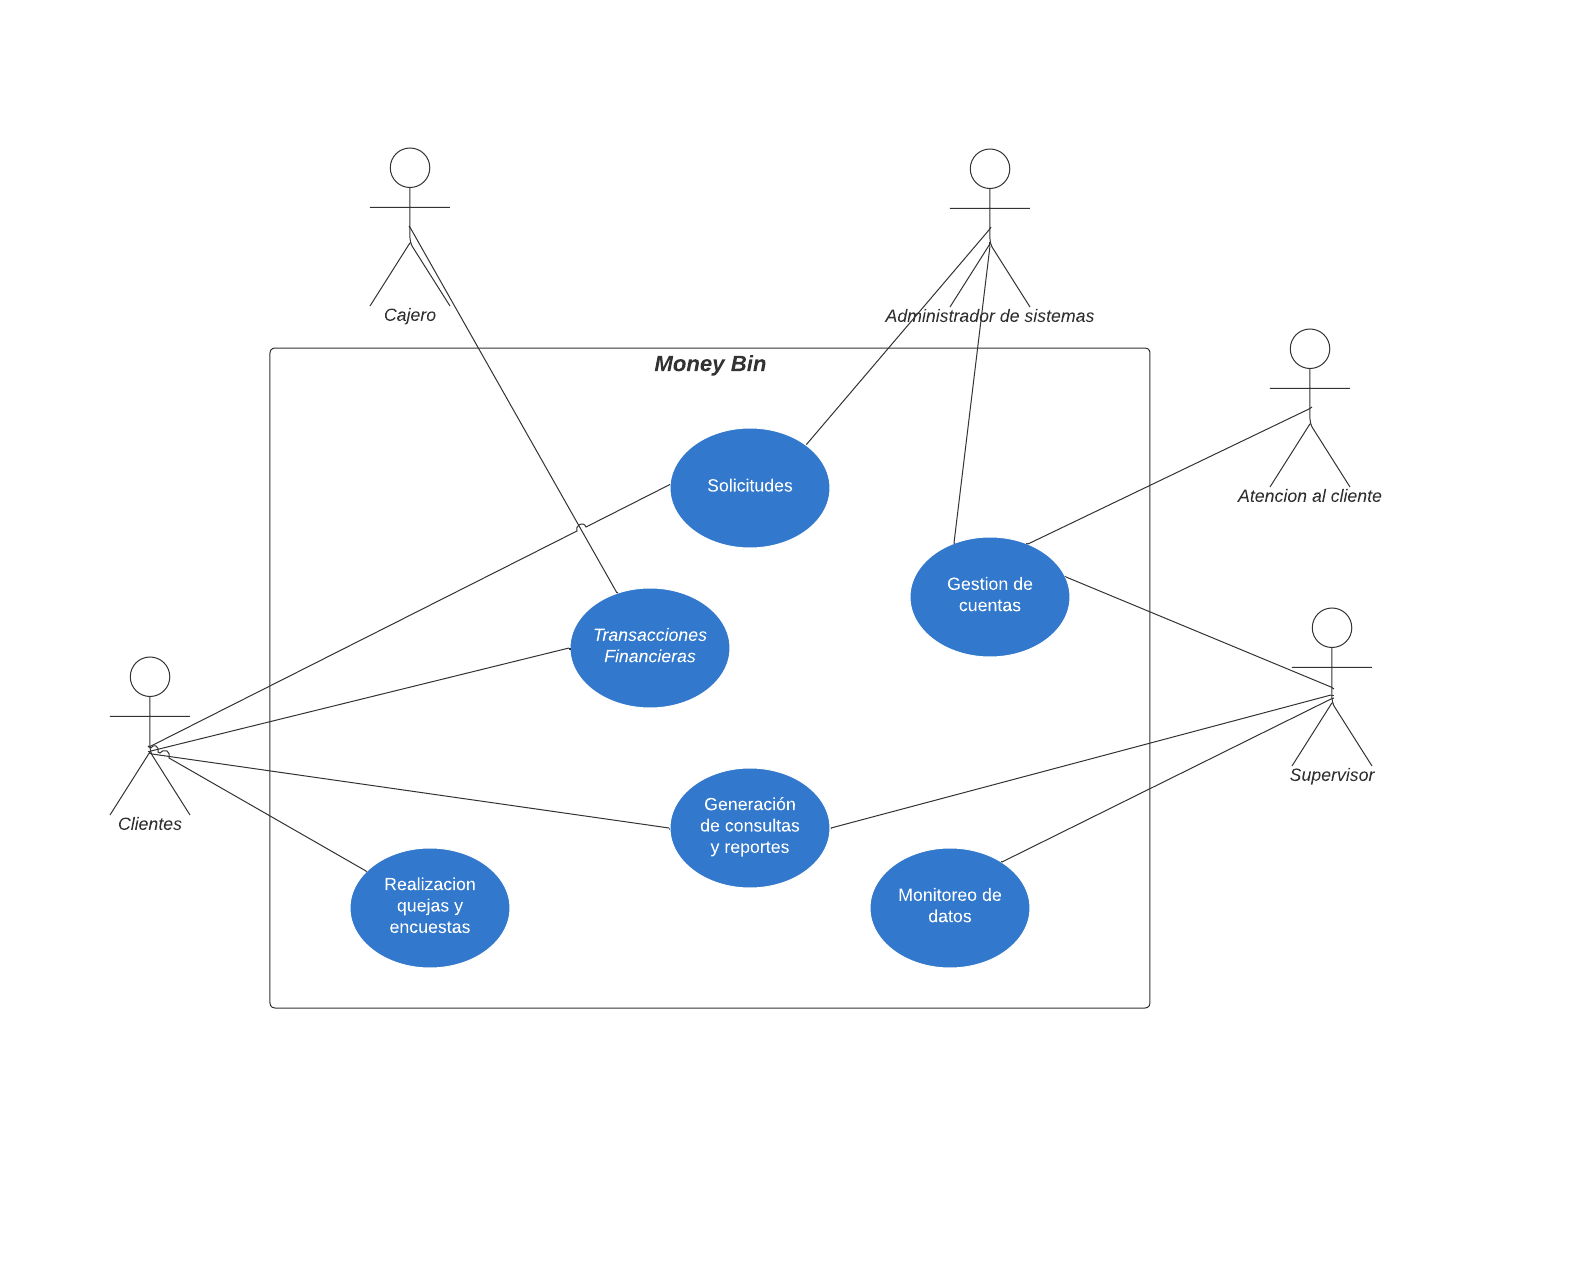 Cajero
Administrador de sistemas
Money Bin
Solicitudes
Atencion al cliente
Gestion de
cuentas
Transacciones
Financieras
Supervisor
Clientes
Generación
de consultas
y reportes
Realizacion
quejas y
encuestas
Monitoreo de
datos